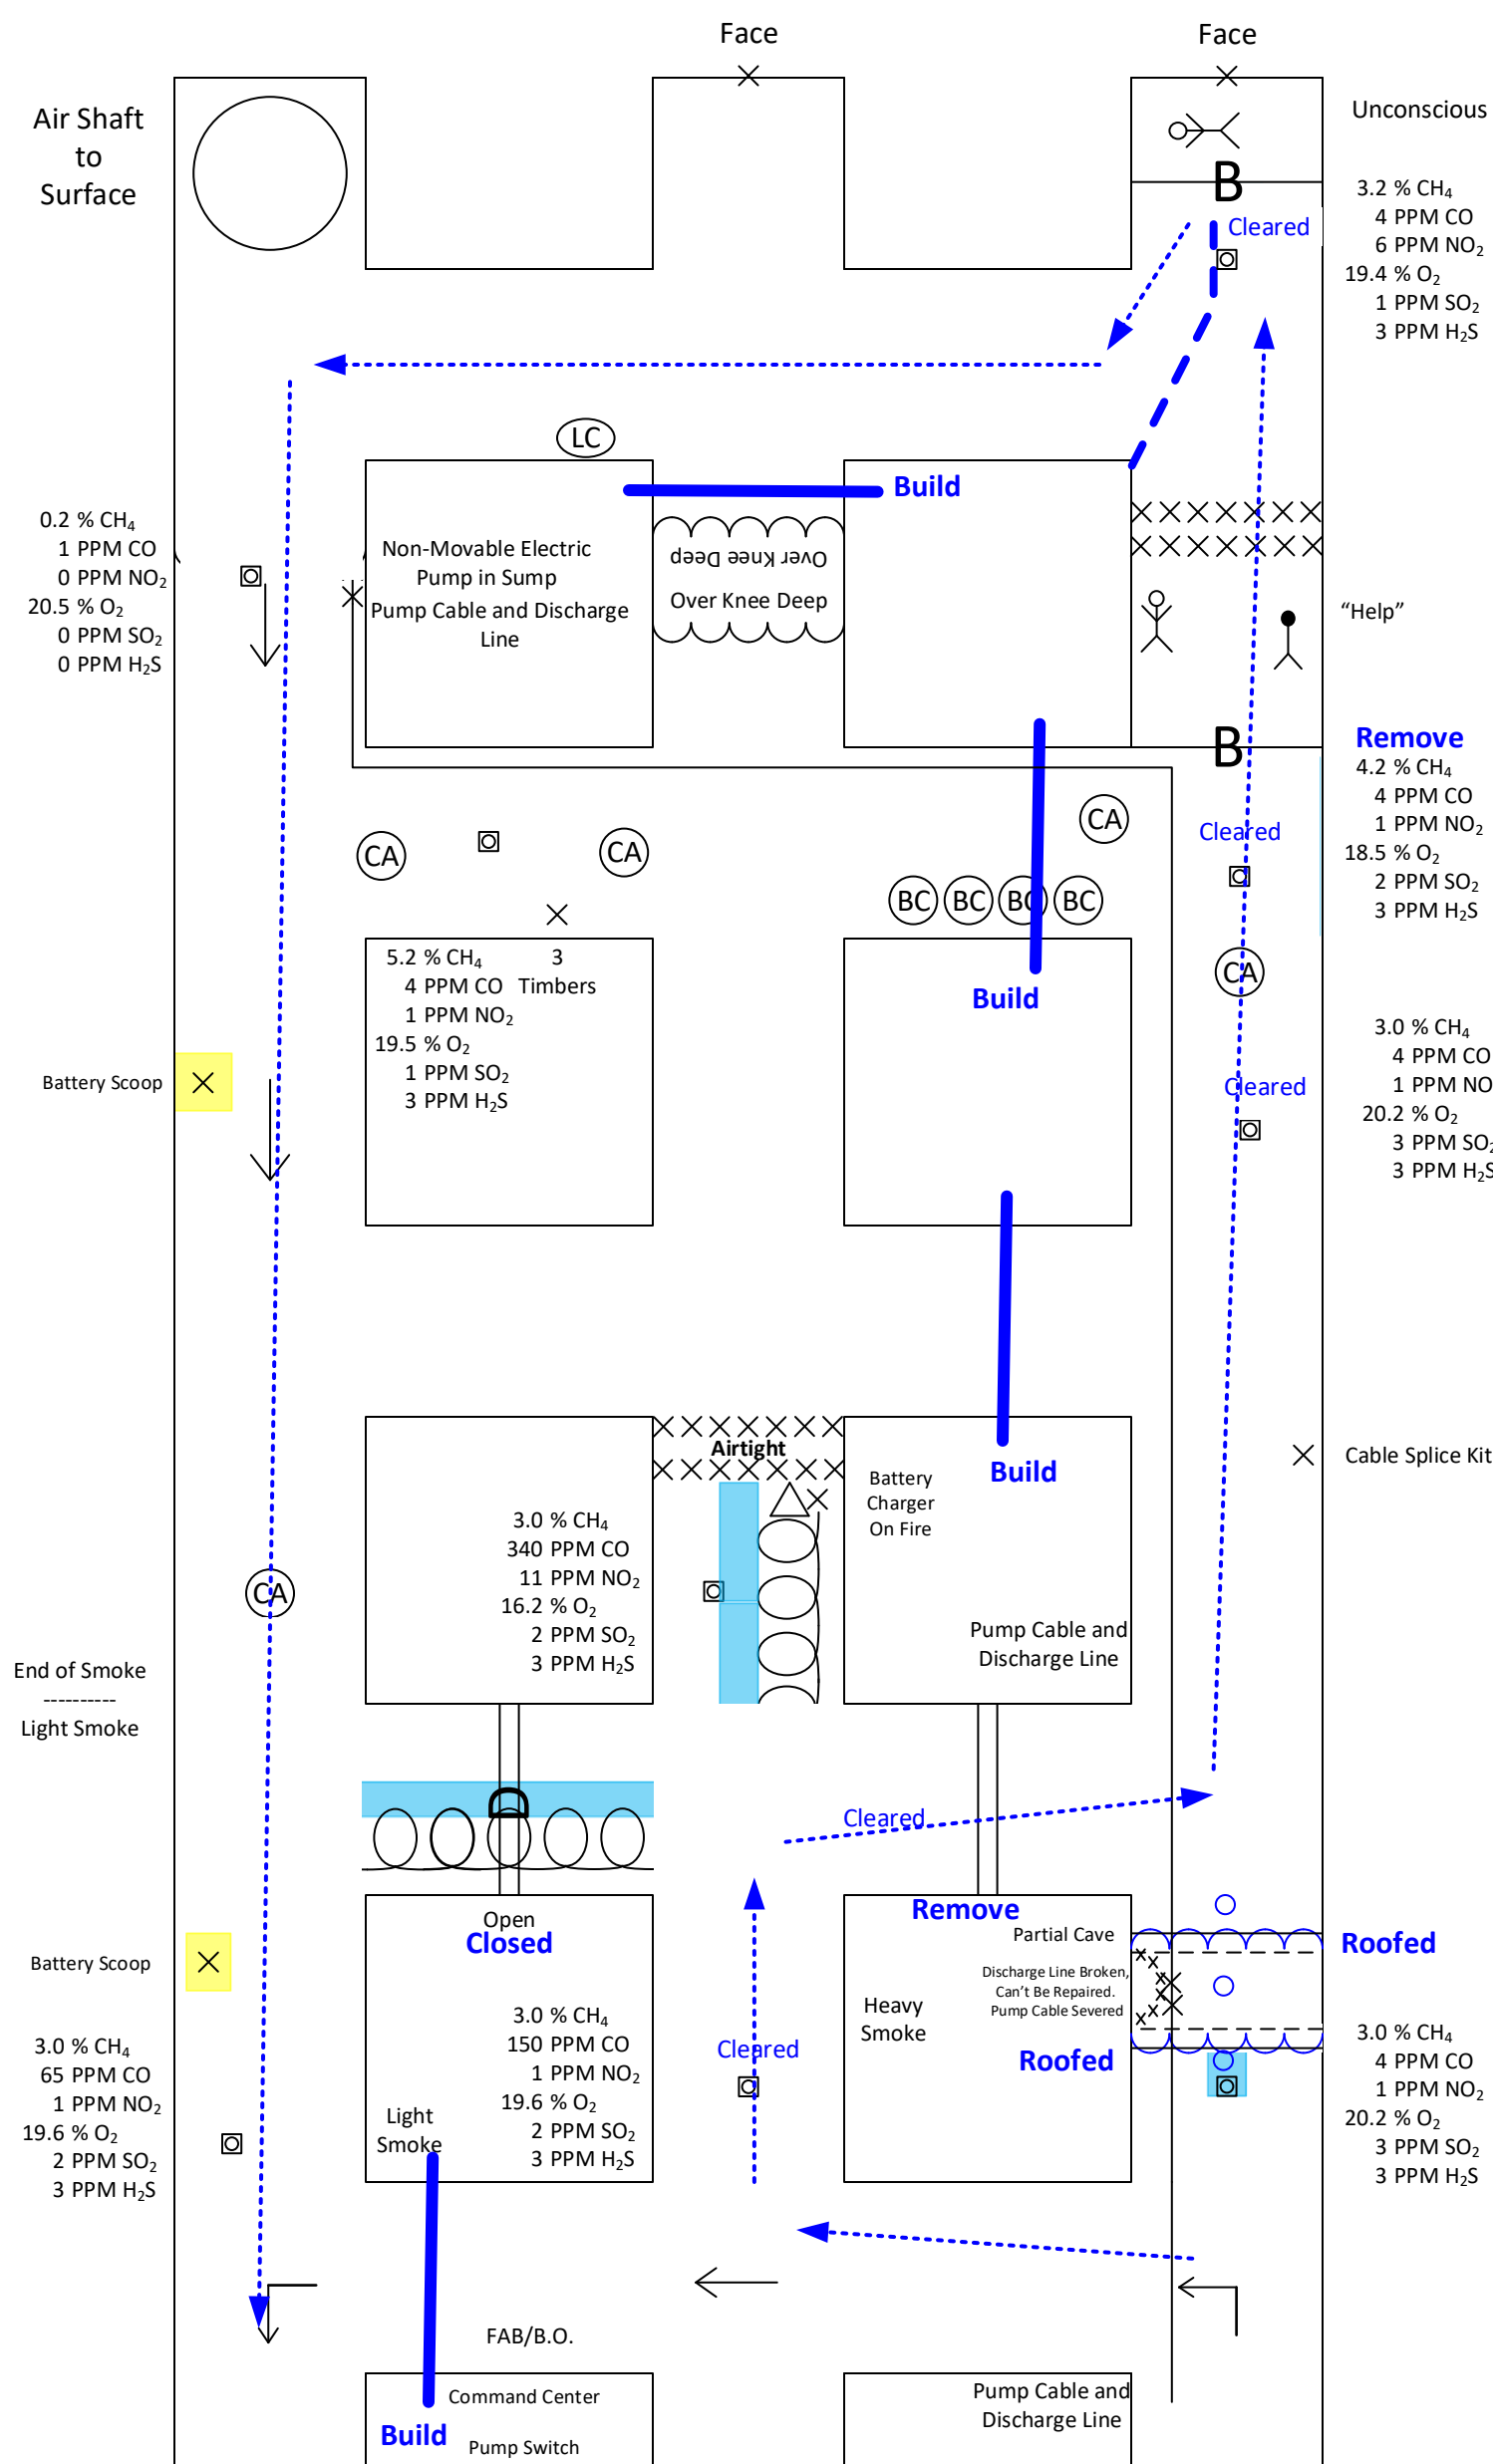 Face
Face
Air Shaft
to
Surface
Unconscious
B
Cleared
3.2 % CH₄
4 PPM CO
6 PPM NO₂
19.4 % O₂
1 PPM SO₂
3 PPM H₂S
LC
Build
0.2 % CH₄
1 PPM CO
0 PPM NO₂
20.5 % O₂
0 PPM SO₂
0 PPM H₂S
Non-Movable Electric
Pump in Sump
Pump Cable and Discharge
Line
Over Knee Deep
Over Knee Deep
"Help"
B
Remove
4.2 % CH₄
4 PPM CO
1 PPM NO₂
18.5 % O₂
2 PPM SO₂
3 PPM H₂S
Cleared
CA
CA
CA
BC
BC
BC
BC
5.2 % CH₄
4 PPM CO
1 PPM NO₂
19.5 % O₂
1 PPM SO₂
3 PPM H₂S
3
Timbers
Build
CA
3.0 % CH₄
4 PPM CO
1 PPM NO
20.2 % O₂
3 PPM SO₂
3 PPM H₂S
Cleared
Battery Scoop
Airtight
Build
Battery
Charger
On Fire
Cable Splice Kit
3.0 % CH₄
340 PPM CO
11 PPM NO₂
16.2 % O₂
2 PPM SO₂
3 PPM H₂S
CA
Pump Cable and
Discharge Line
End of Smoke
----------
Light Smoke
Cleared
Open
Closed
Remove
Partial Cave
Roofed
Discharge Line Broken,
Can't Be Repaired.
Pump Cable Severed
Battery Scoop
Heavy
Smoke
Roofed
3.0 % CH₄
65 PPM CO
1 PPM NO₂
19.6 % O₂
2 PPM SO₂
3 PPM H₂S
3.0 % CH₄
150 PPM CO
1 PPM NO₂
19.6 % O₂
2 PPM SO₂
3 PPM H₂S
Cleared
3.0 % CH₄
4 PPM CO
1 PPM NO₂
20.2 % O₂
3 PPM SO₂
3 PPM H₂S
Light
Smoke
FAB/B.O.
Command Center
Build
Pump Switch
Pump Cable and
Discharge Line